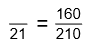 — / 21 = 160 / 210